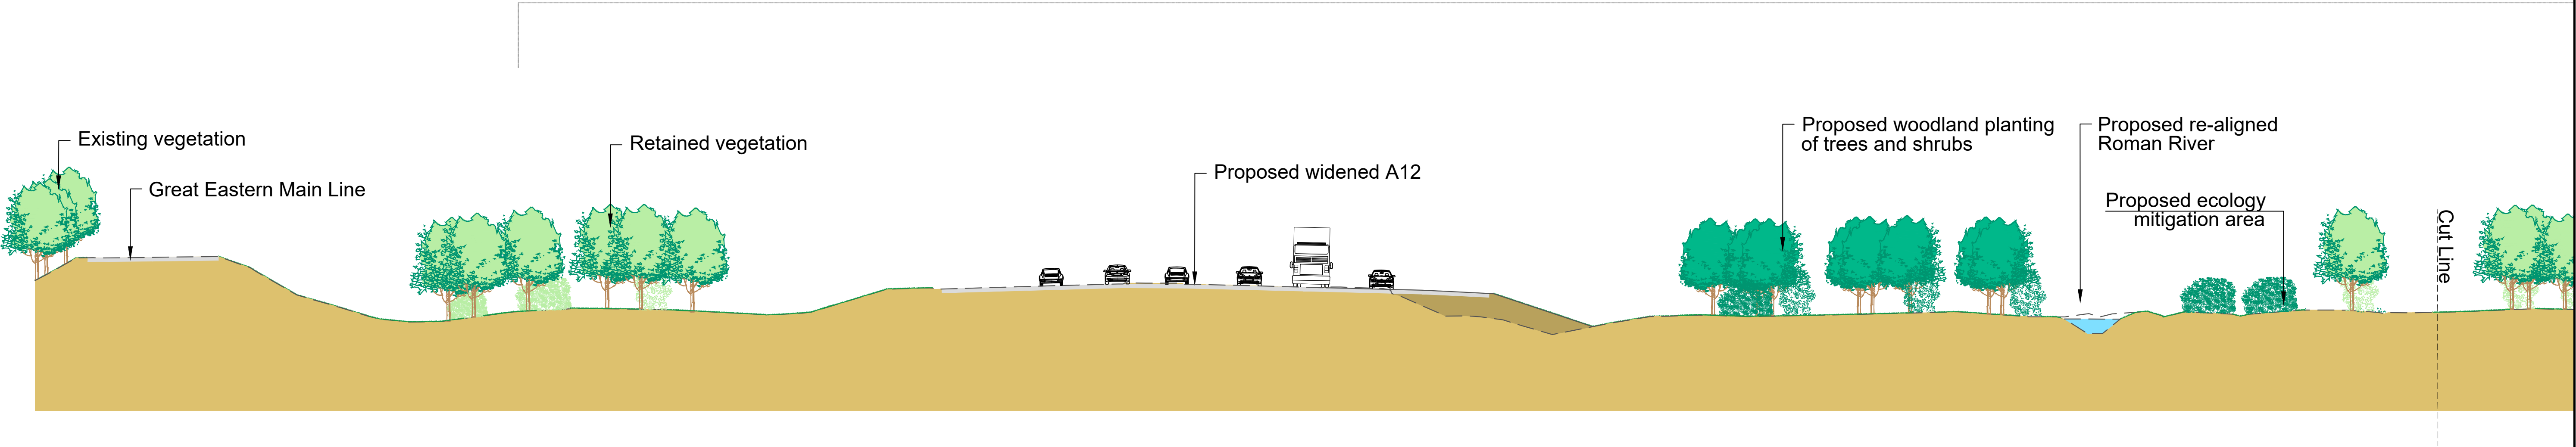 Existing vegetation
Great Eastern Main Line
Retained vegetation
Proposed widened A12
Proposed woodland planting
of trees and shrubs
Proposed re-aligned
Roman River
Proposed ecology
mitigation area
Cut Line